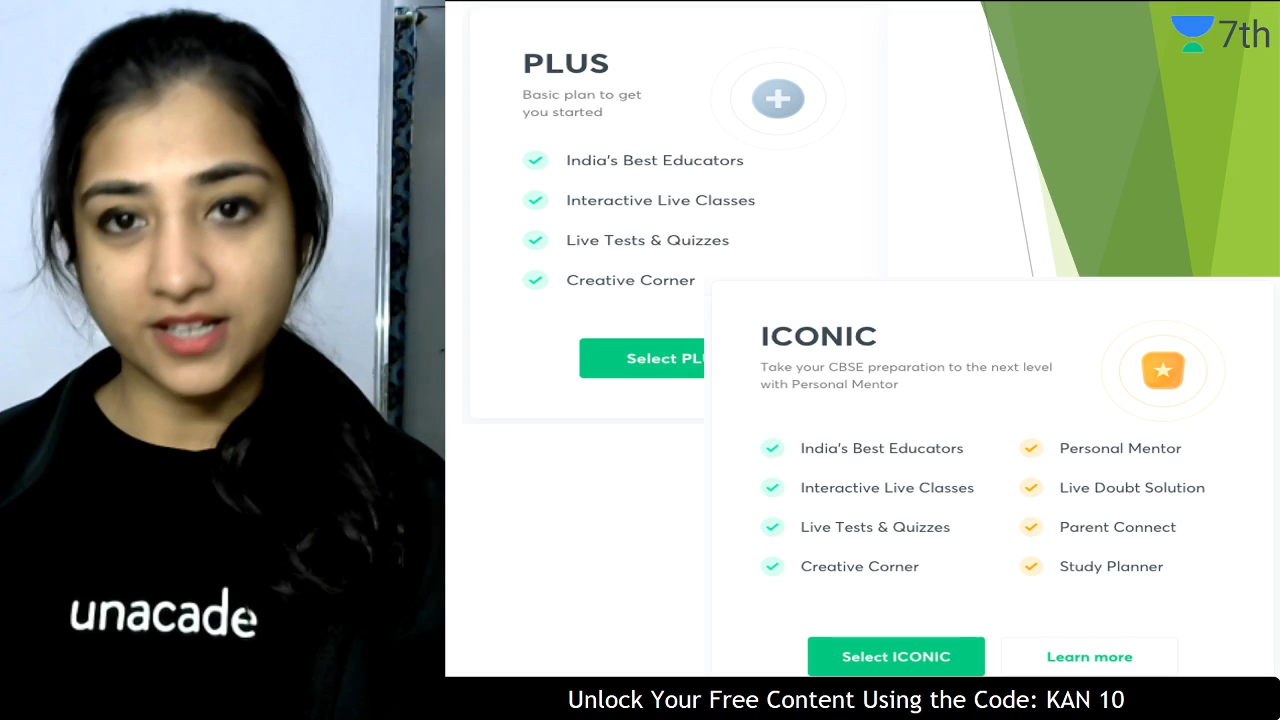 7th
PLUS
Basic plan to get
you started
India's Best Educators
Interactive Live Classes
Live Tests & Quizzes
Creative Corner
Select PLU
ICONIC
Take your CBSE preparation to the next level
with Personal Mentor
India's Best Educators
Interactive Live Classes
Live Tests & Quizzes
Creative Corner
Personal Mentor
Live Doubt Solution
Parent Connect
Study Planner
Select ICONIC
Learn more
unacade
Unlock Your Free Content Using the Code: KAN 10